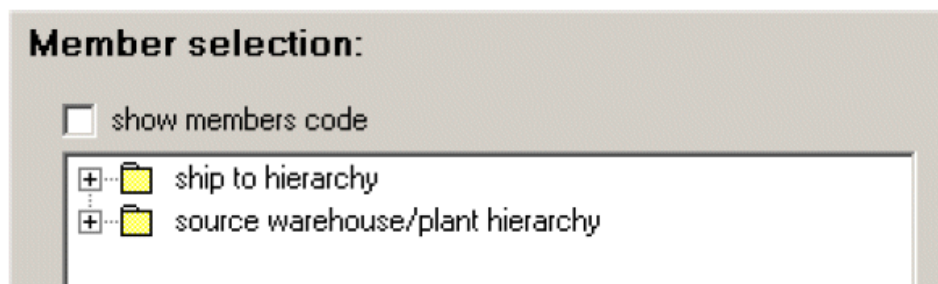 Member selection:
show members code
ship to hierarchy
source warehouse/plant hierarchy